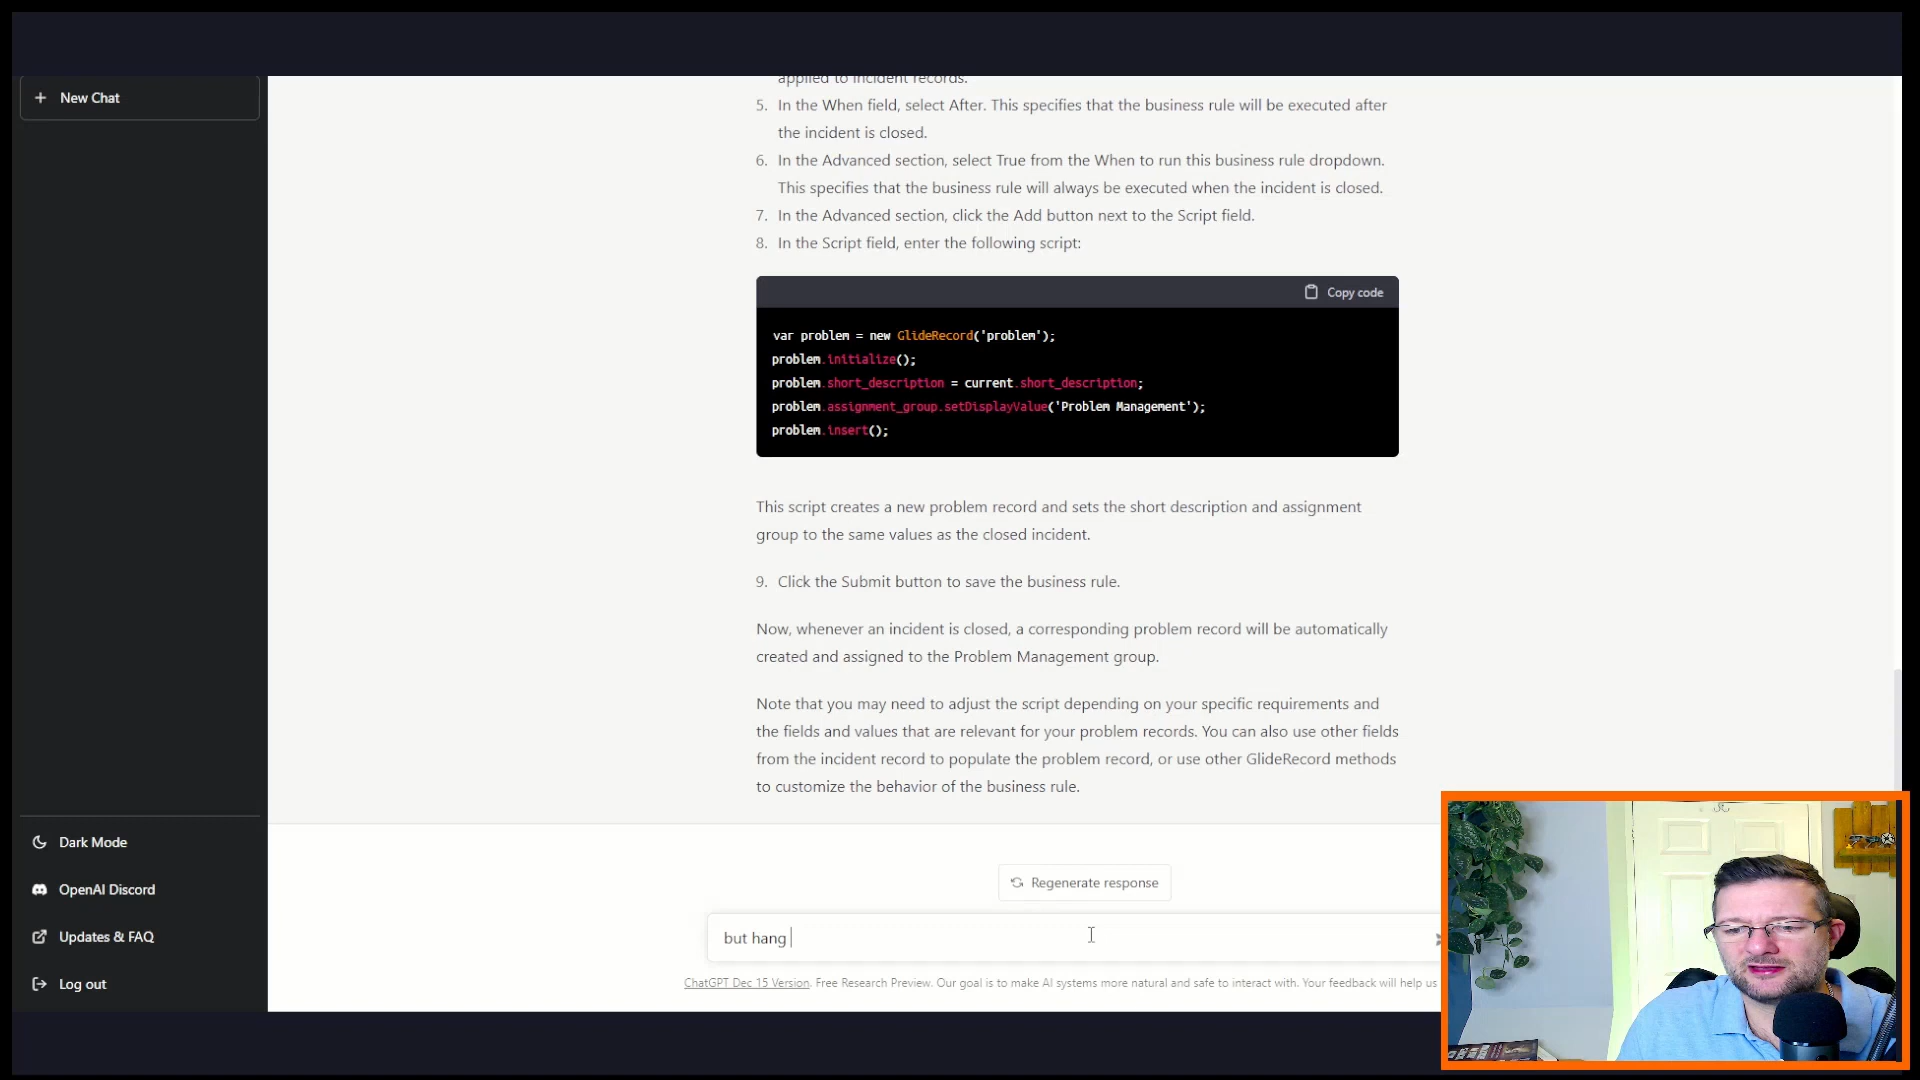 New Chat
applied to incident records.
5. In the When field, select After. This specifies that the business rule will be executed after
the incident is closed.
6. In the Advanced section, select True from the When to run this business rule dropdown.
This specifies that the business rule will always be executed when the incident is closed.
7. In the Advanced section, click the Add button next to the Script field.
8. In the Script field, enter the following script:
Copy code
var problem = new GlideRecord('problem');
problem.initialize();
problem.short_description = current.short_description;
problem.assignment_group.setDisplayValue('Problem Management');
problem.insert();
This script creates a new problem record and sets the short description and assignment
group to the same values as the closed incident.
9. Click the Submit button to save the business rule.
Now, whenever an incident is closed, a corresponding problem record will be automatically
created and assigned to the Problem Management group.
Note that you may need to adjust the script depending on your specific requirements and
the fields and values that are relevant for your problem records. You can also use other fields
from the incident record to populate the problem record, or use other GlideRecord methods
to customize the behavior of the business rule.
Dark Mode
OpenAI Discord
Updates & FAQ
Log out
Regenerate response
but hang
ChatGPT Dec 15 Version. Free Research Preview. Our goal is to make AI systems more natural and safe to interact with. Your feedback will help us